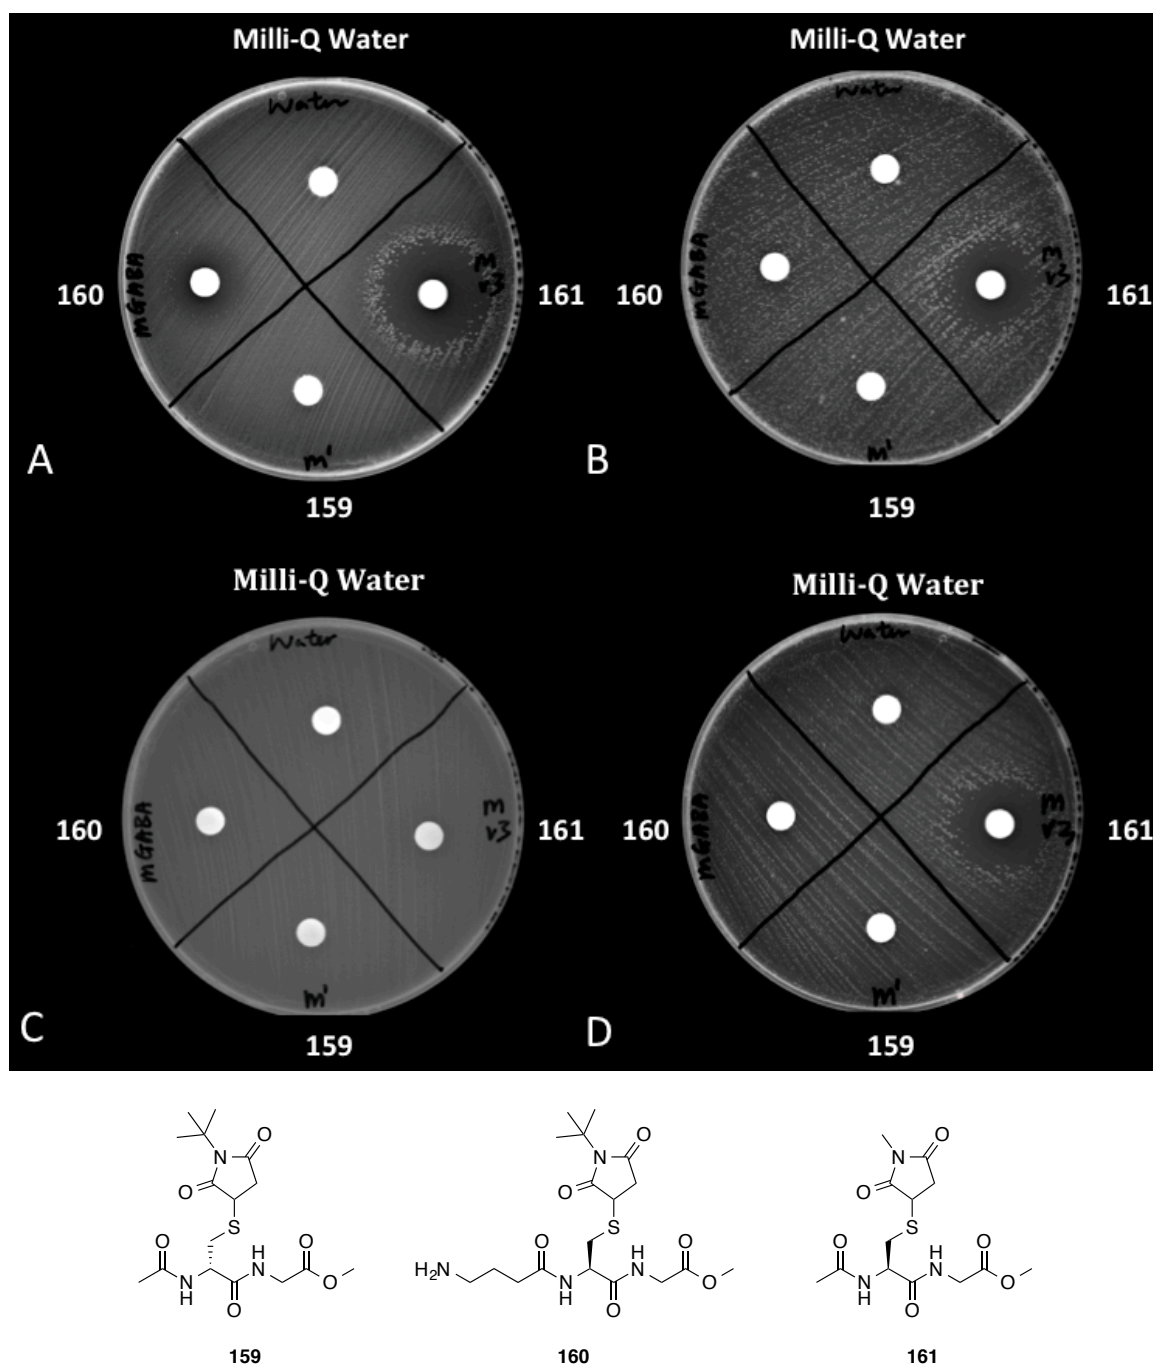 Milli-Q Water
Milli-Q Water
Water
Water
160
mGABA
m
v3
161
160
mGABA
m
v3
161
A
m'
B
m'
159
159
Milli-Q Water
Milli-Q Water
Water
Water
160
mGABA
m
v3
161
160
mGABA
m
v3
161
C
m'
D
m'
159
159
N
O
O
S
O
N
H
O
H
N
O
O
159
N
O
O
S
H2N
O
N
H
O
H
N
O
O
160
N
O
O
S
O
N
H
O
H
N
O
O
161